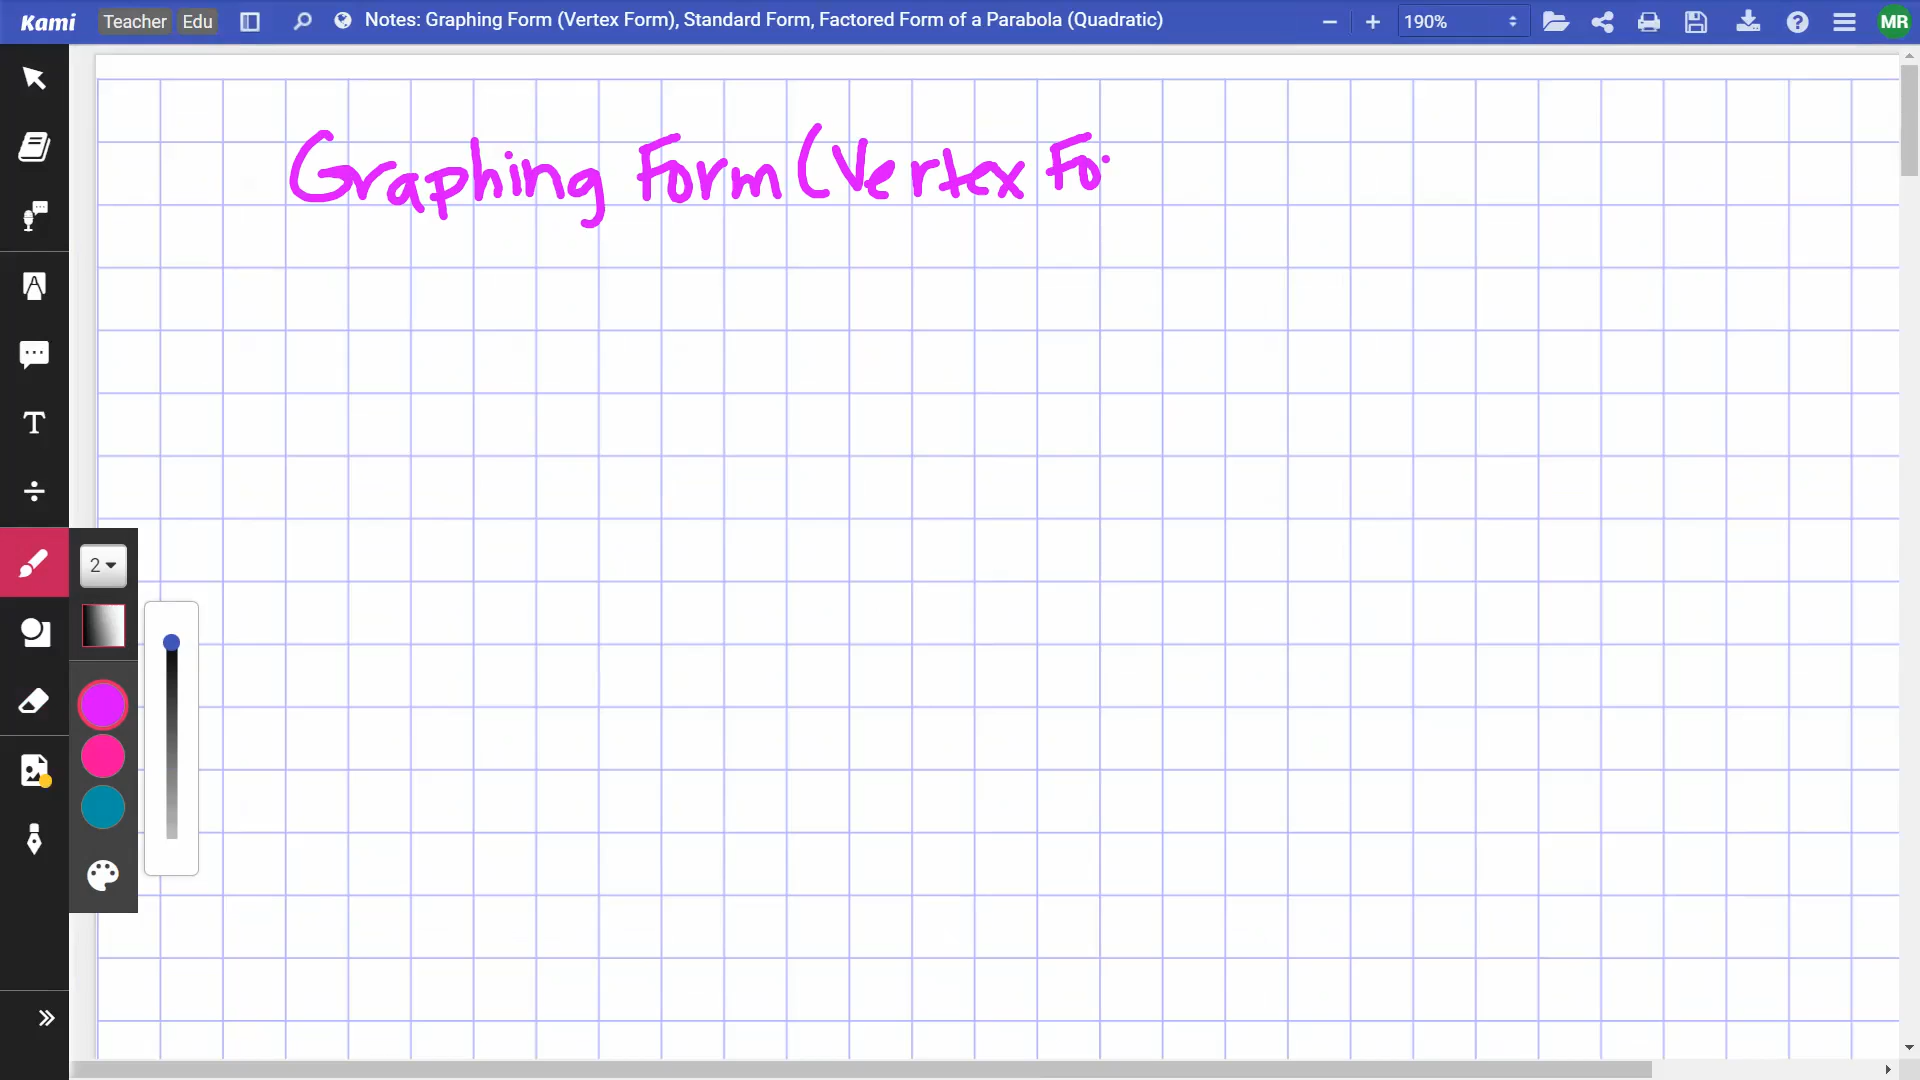 Kami Teacher Edu Notes: Graphing Form (Vertex Form), Standard Form, Factored Form of a Parabola (Quadratic) 190% MR
Graphing Form (Vertex Fo
2